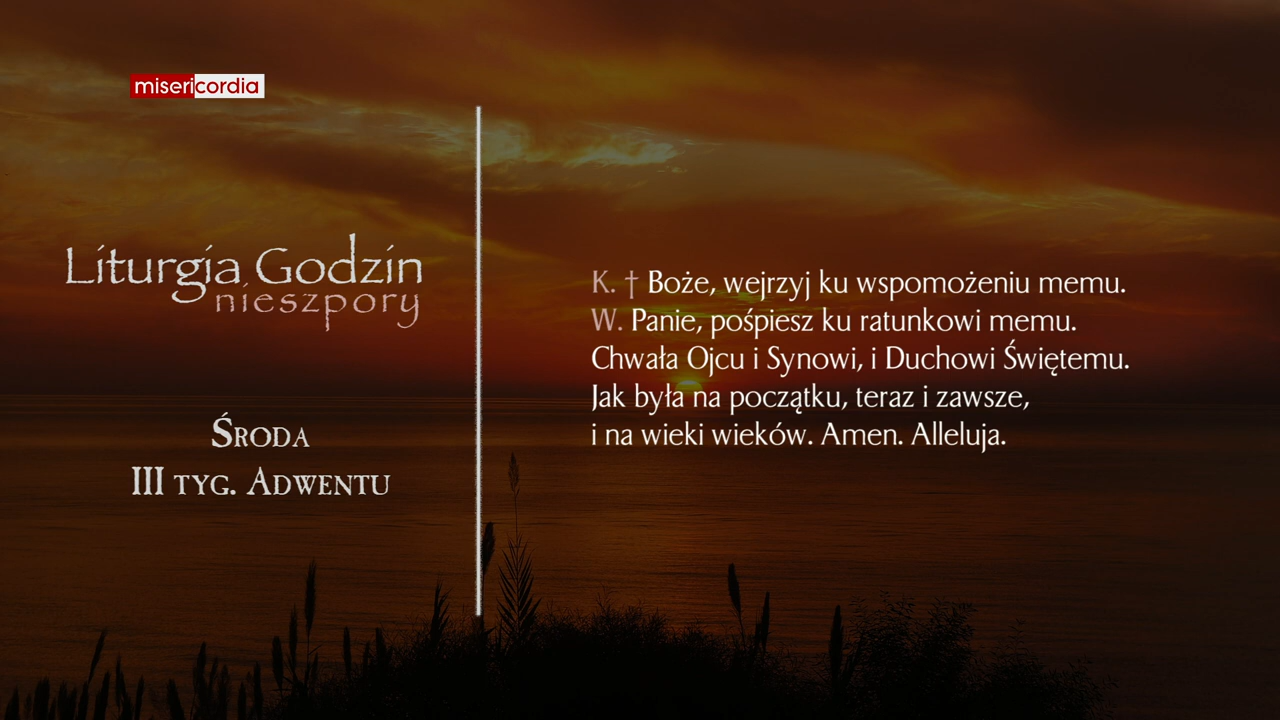 misericordia
Liturgia Godzin
nieszpory
Środa
III tyg. Adwentu
K. † Boże, wejrzyj ku wspomożeniu memu.
W. Panie, pośpiesz ku ratunkowi memu.
Chwała Ojcu i Synowi, i Duchowi Świętemu.
Jak była na początku, teraz i zawsze,
i na wieki wieków. Amen. Alleluja.